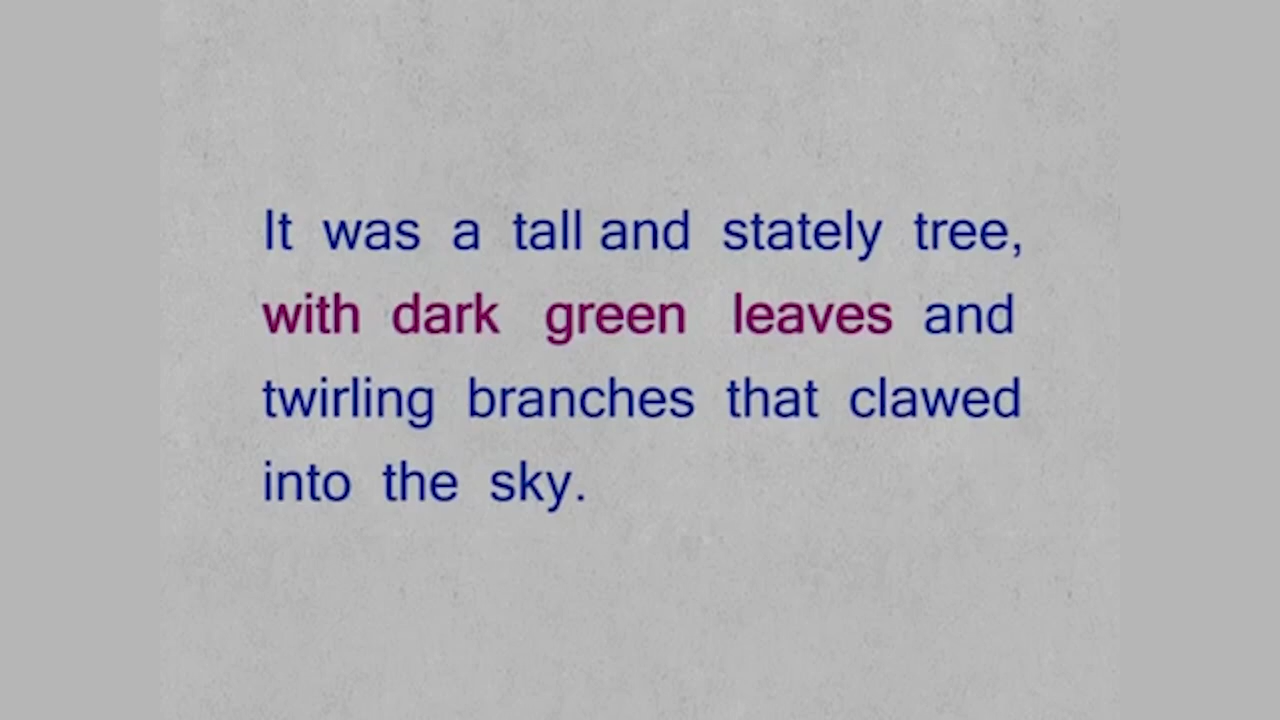 It was a tall and stately tree,
with dark green leaves and
twirling branches that clawed
into the sky.